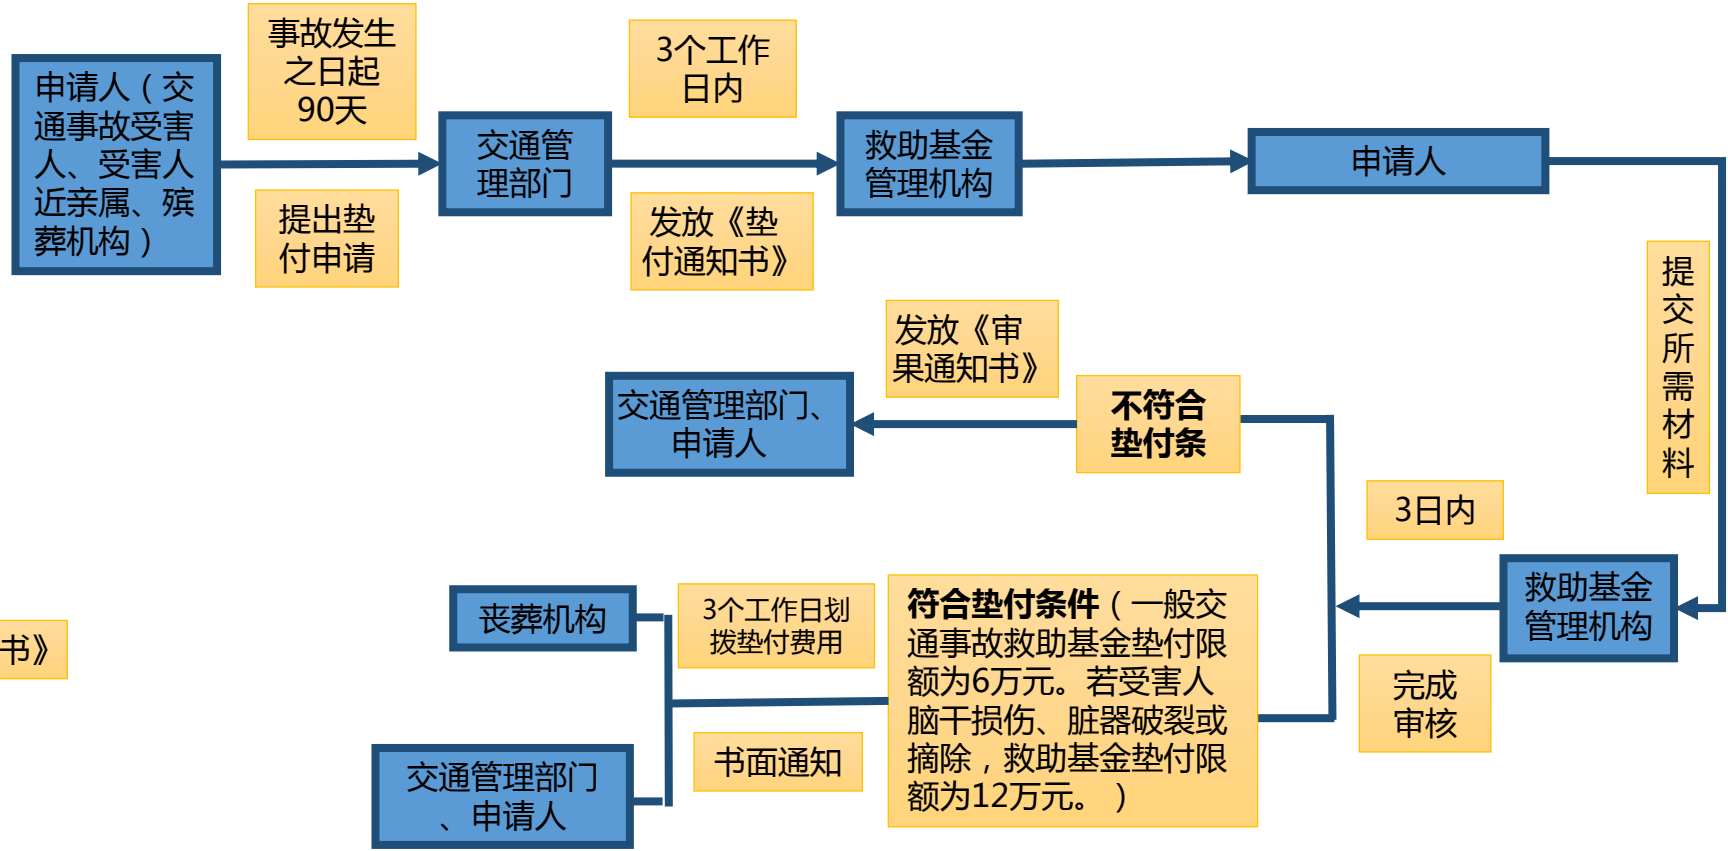 申请人（交
通事故受害
人、受害人
近亲属、殡
葬机构）
事故发生
之日起
90天
提出垫
付申请
交通管
理部门
3个工作
日内
发放《垫
付通知书》
救助基金
管理机构
申请人
提
交
所
需
材
料
救助基金
管理机构
3日内
完成
审核
不符合
垫付条
发放《审
果通知书》
交通管理部门、
申请人
符合垫付条件（一般交
通事故救助基金垫付限
额为6万元。若受害人
脑干损伤、脏器破裂或
摘除，救助基金垫付限
额为12万元。）
3个工作日划
拨垫付费用
书面通知
丧葬机构
交通管理部门
、申请人
书》